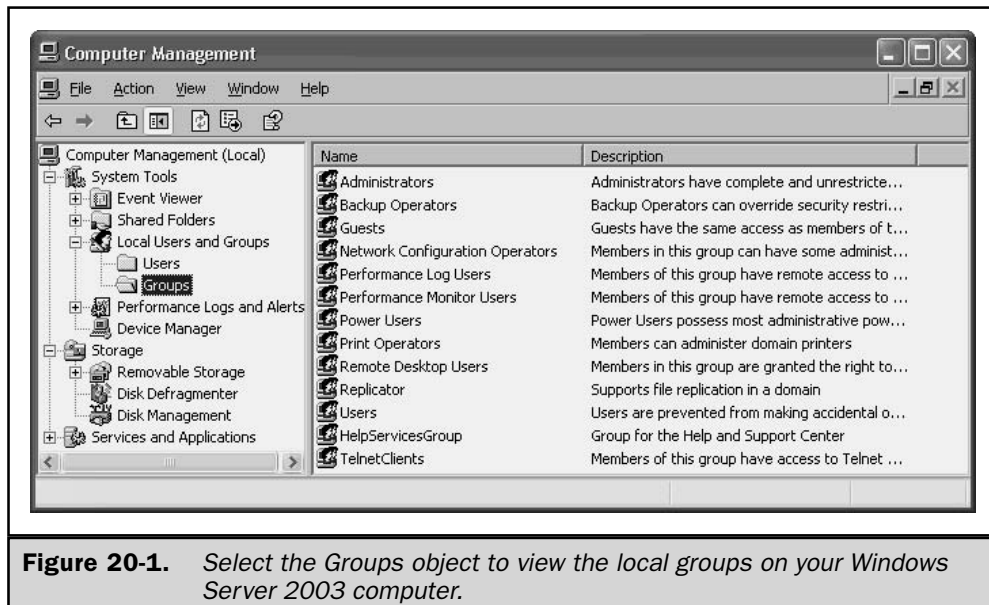 Computer Management
File Action View Window Help
Computer Management (Local)
System Tools
Event Viewer
Shared Folders
Local Users and Groups
Users
Groups
Performance Logs and Alerts
Device Manager
Storage
Removable Storage
Disk Defragmenter
Disk Management
Services and Applications
Name Description
Administrators Administrators have complete and unrestricte...
Backup Operators Backup Operators can override security restri...
Guests Guests have the same access as members of t...
Network Configuration Operators Members in this group can have some administ...
Performance Log Users Members of this group have remote access to ...
Performance Monitor Users Members of this group have remote access to ...
Power Users Power Users possess most administrative pow...
Print Operators Members can administer domain printers
Remote Desktop Users Members in this group are granted the right to...
Replicator Supports file replication in a domain
Users Users are prevented from making accidental o...
HelpServicesGroup Group for the Help and Support Center
TelnetClients Members of this group have access to Telnet ...
Figure 20-1. Select the Groups object to view the local groups on your Windows
Server 2003 computer.